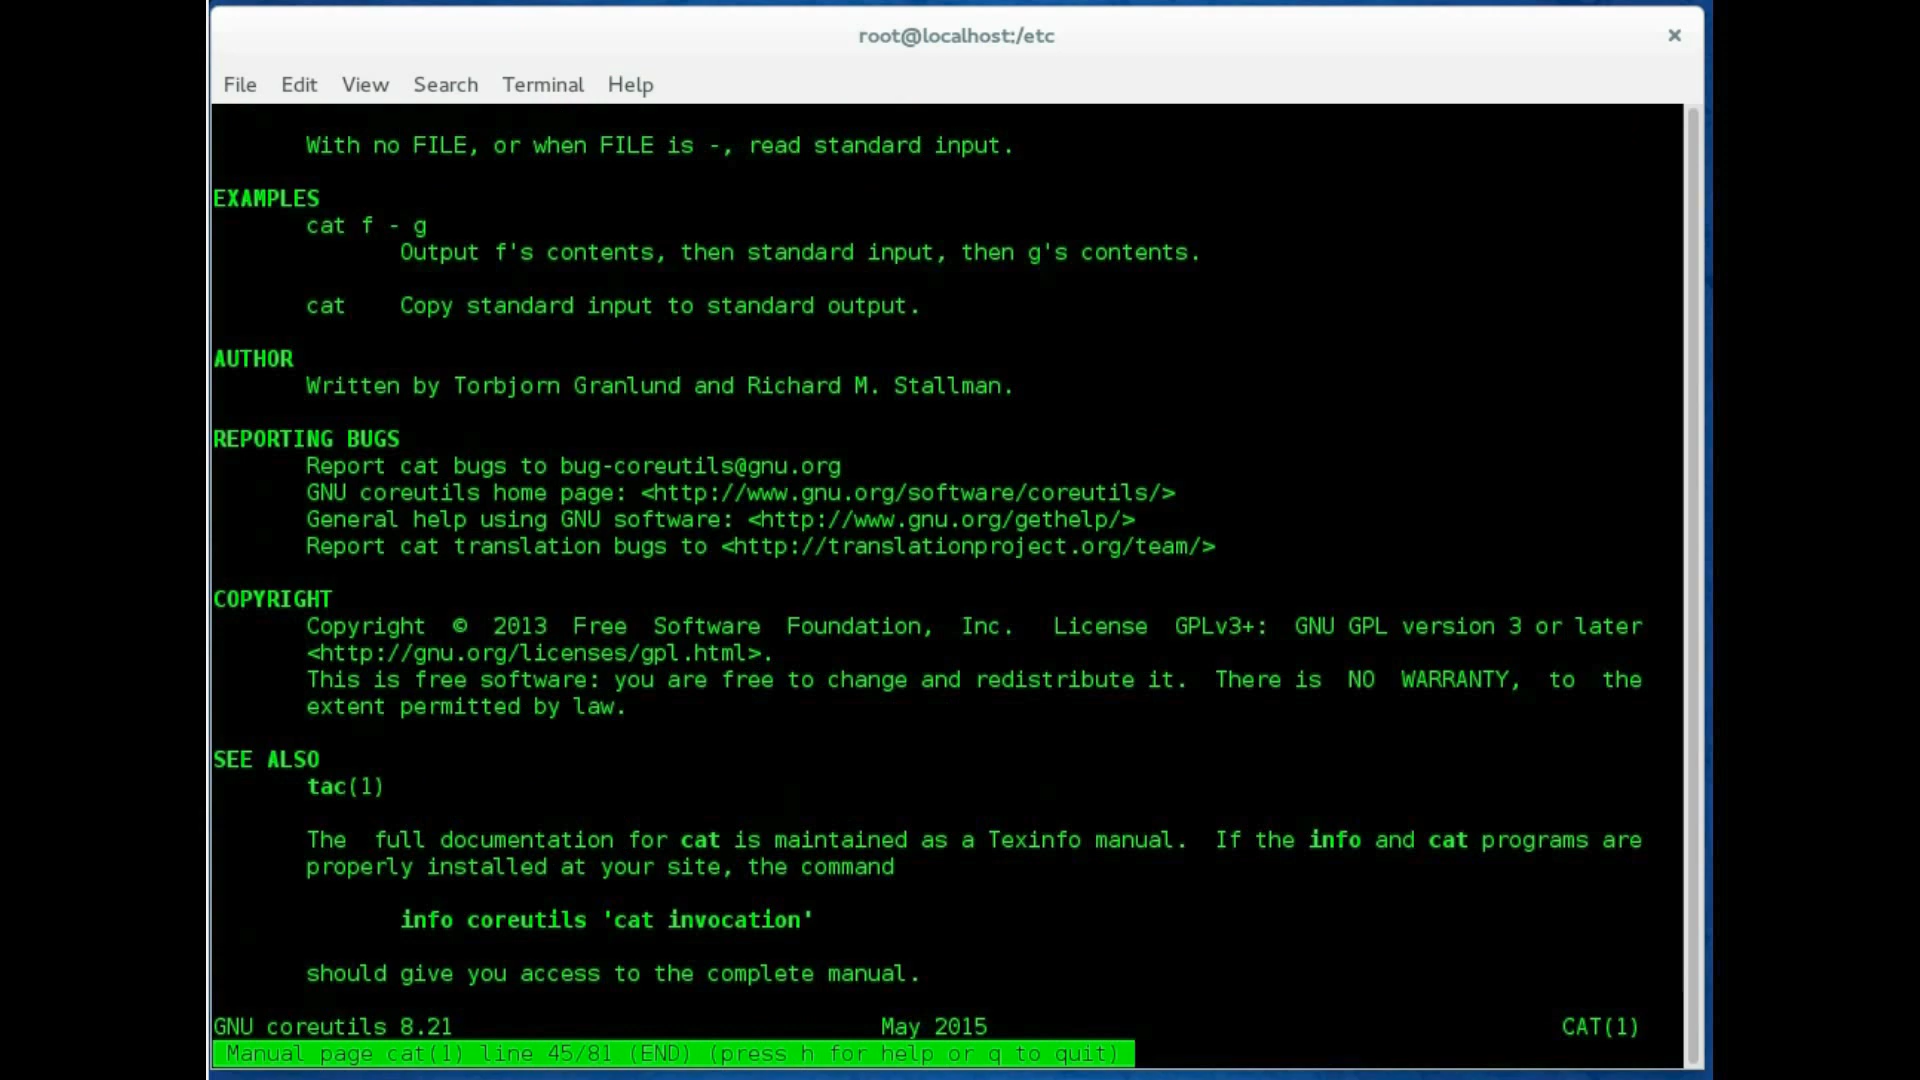 root@localhost:/etc
×
File Edit View Search Terminal Help
With no FILE, or when FILE is -, read standard input.
EXAMPLES
cat f - g
Output f's contents, then standard input, then g's contents.
cat    Copy standard input to standard output.
AUTHOR
Written by Torbjorn Granlund and Richard M. Stallman.
REPORTING BUGS
Report cat bugs to bug-coreutils@gnu.org
GNU coreutils home page: <http://www.gnu.org/software/coreutils/>
General help using GNU software: <http://www.gnu.org/gethelp/>
Report cat translation bugs to <http://translationproject.org/team/>
COPYRIGHT
Copyright © 2013 Free Software Foundation, Inc. License GPLv3+: GNU GPL version 3 or later
<http://gnu.org/licenses/gpl.html>.
This is free software: you are free to change and redistribute it. There is NO WARRANTY, to the
extent permitted by law.
SEE ALSO
tac(1)
The full documentation for cat is maintained as a Texinfo manual. If the info and cat programs are
properly installed at your site, the command
info coreutils 'cat invocation'
should give you access to the complete manual.
GNU coreutils 8.21 May 2015 CAT(1)
Manual page cat(1) line 45/81 (END) (press h for help or q to quit)